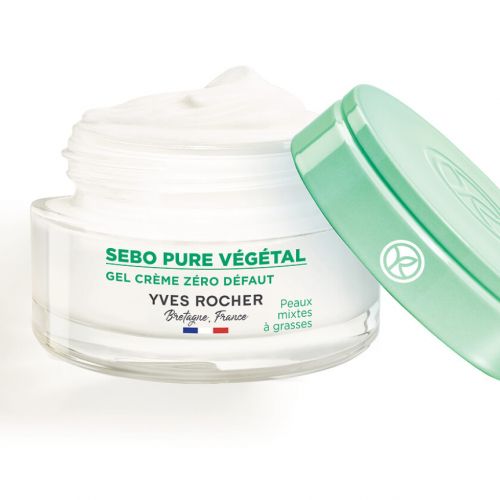 SEBO PURE VÉGÉTAL
GEL CRÈME ZÉRO DÉFAUT
YVES ROCHER
Bretagne, France
Peaux
mixtes
à grasses